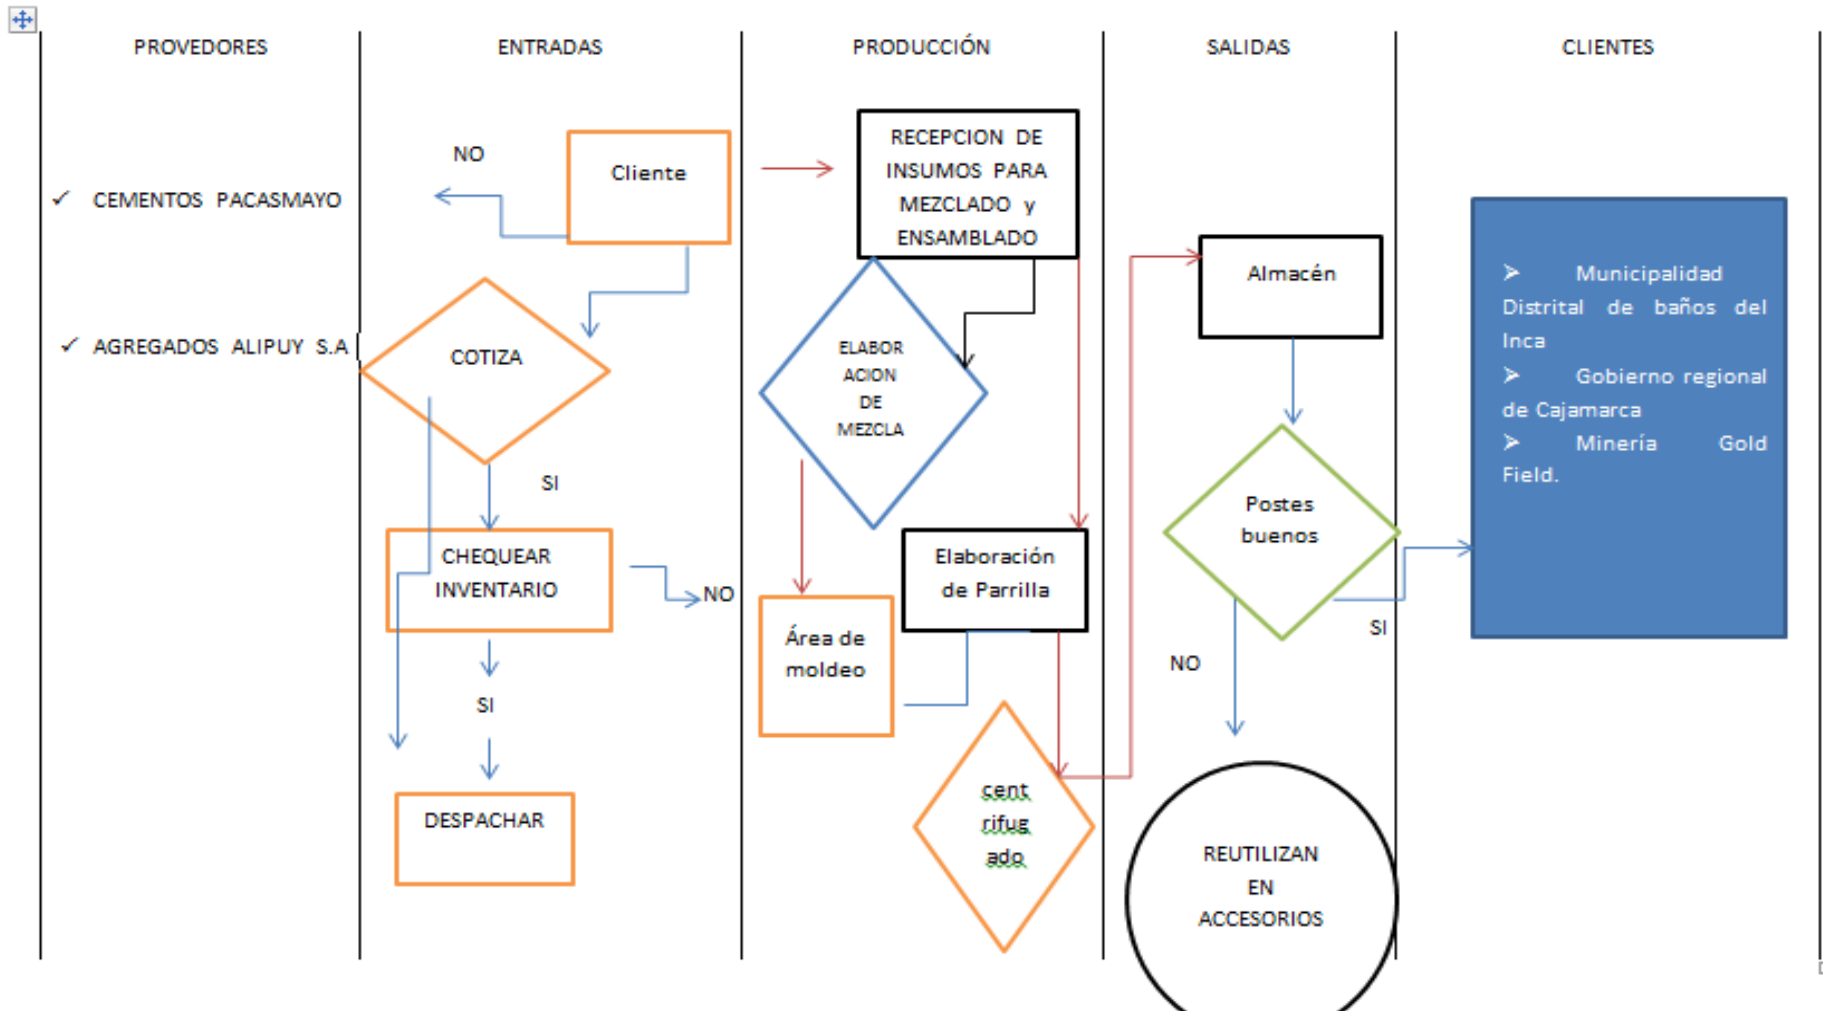 PROVEDORES
ENTRADAS
PRODUCCIÓN
SALIDAS
CLIENTES
✓ CEMENTOS PACASMAYO
✓ AGREGADOS ALIPUY S.A
NO
Cliente
COTIZA
SI
CHEQUEAR
INVENTARIO
NO
SI
DESPACHAR
RECEPCION DE
INSUMOS PARA
MEZCLADO y
ENSAMBLADO
ELABOR
ACION
DE
MEZCLA
Elaboración
de Parrilla
Área de
moldeo
cent
rifug
ado
Almacén
Postes
buenos
SI
NO
REUTILIZAN
EN
ACCESORIOS
➢ Municipalidad
Distrital de baños del
Inca
➢ Gobierno regional
de Cajamarca
➢ Minería Gold
Field.